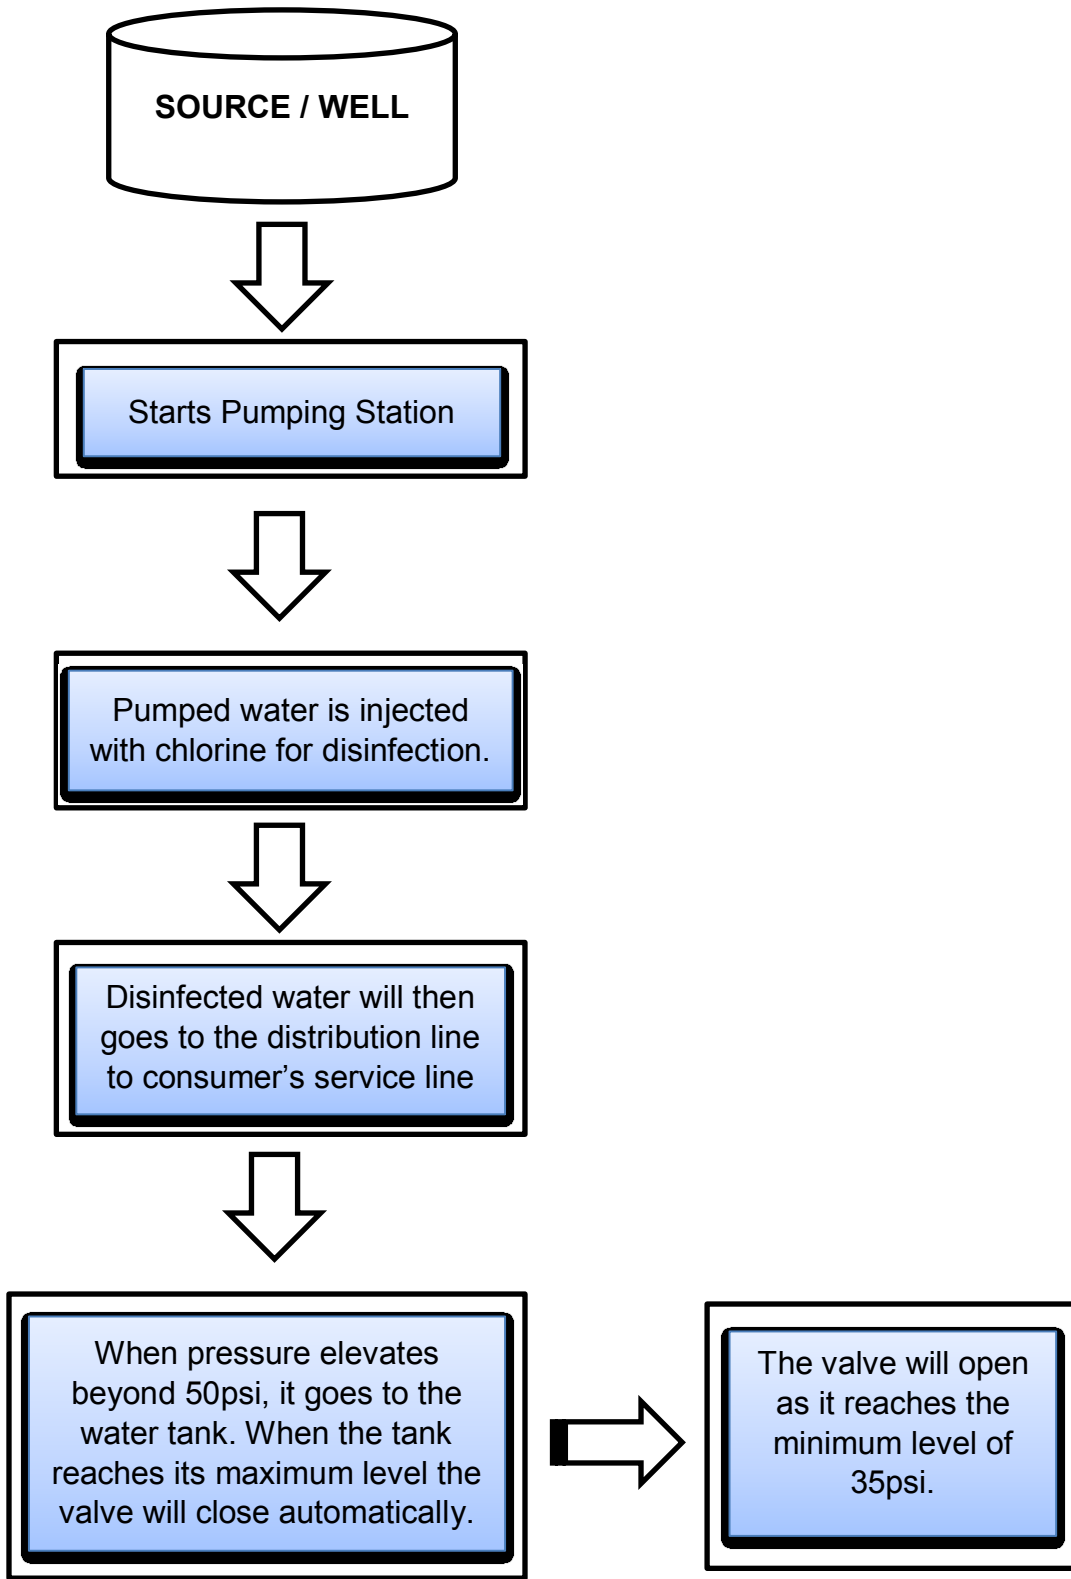 SOURCE / WELL
Starts Pumping Station
Pumped water is injected
with chlorine for disinfection.
Disinfected water will then
goes to the distribution line
to consumer’s service line
When pressure elevates
beyond 50psi, it goes to the
water tank. When the tank
reaches its maximum level the
valve will close automatically.
The valve will open
as it reaches the
minimum level of
35psi.